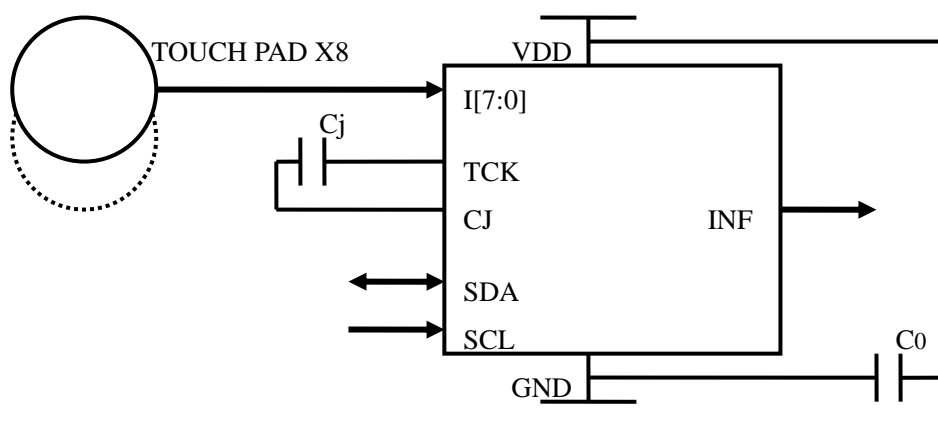 TOUCH PAD X8
VDD
I[7:0]
Cj
TCK
CJ
INF
SDA
SCL
C0
GND